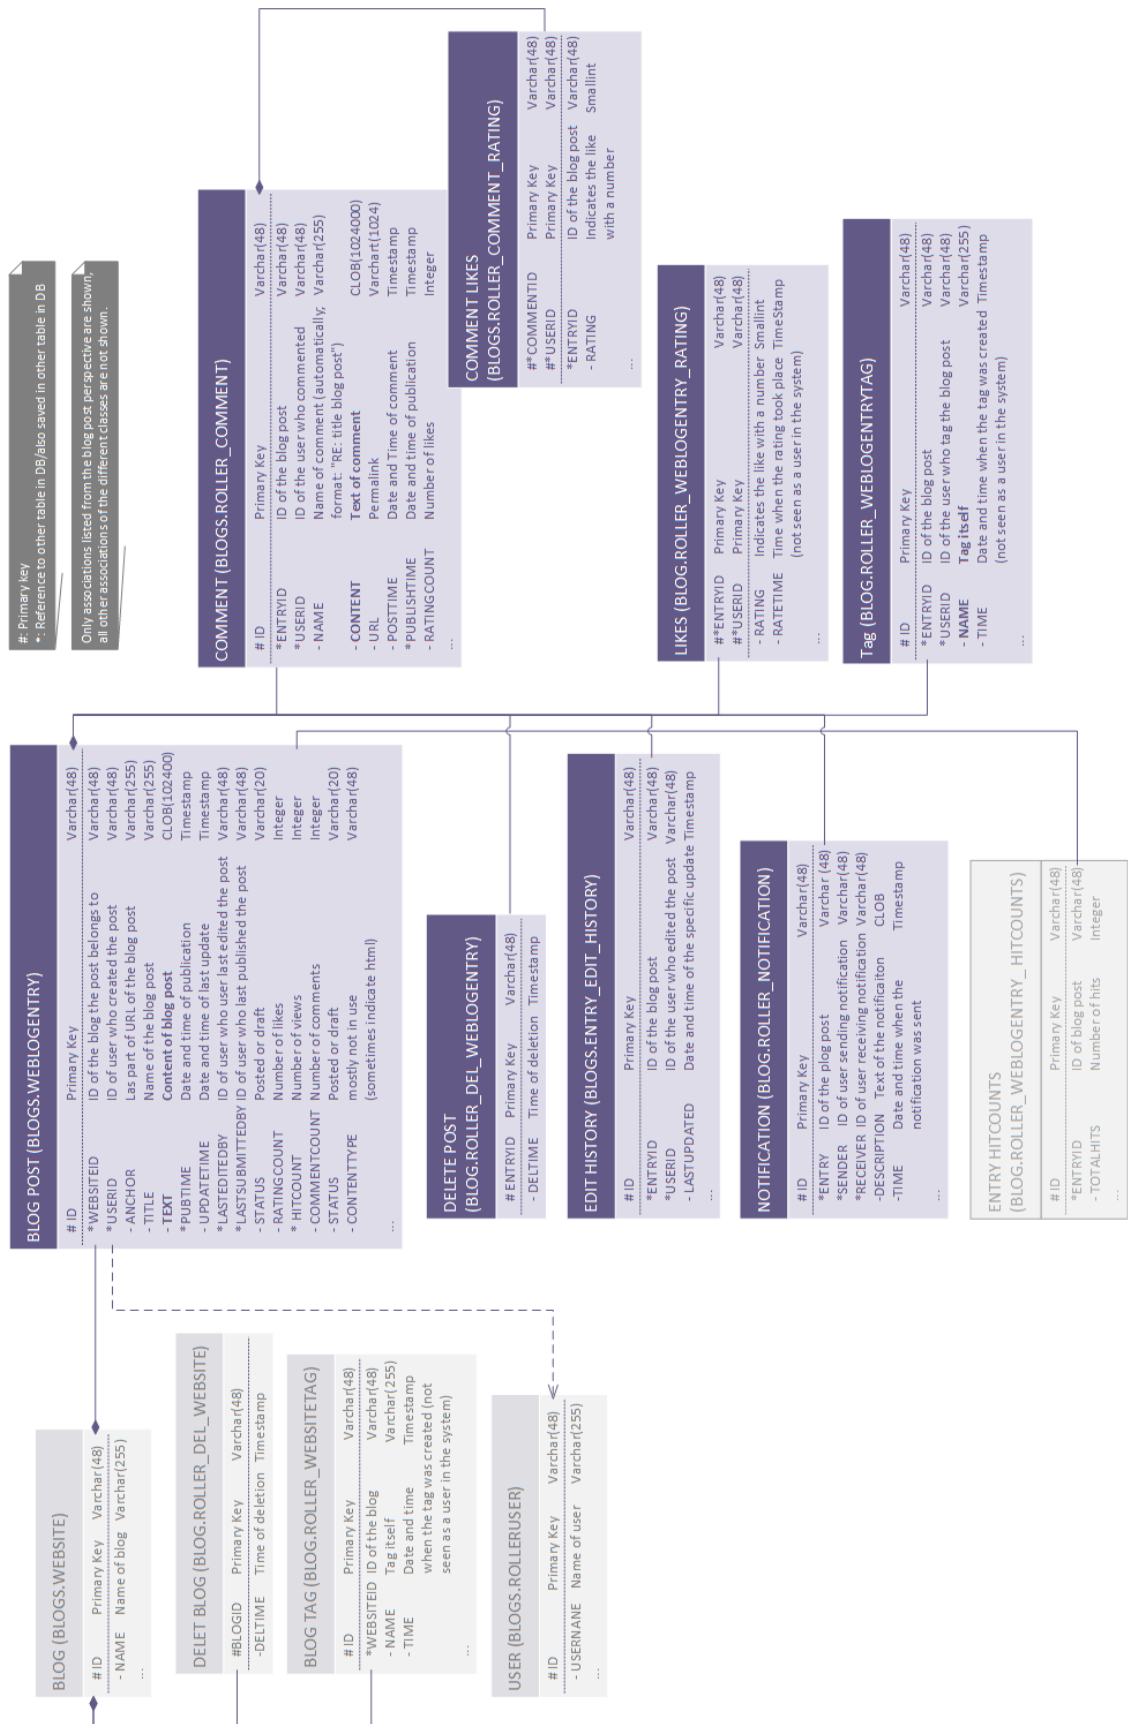 #: Primary key
*: Reference to other table in DB/also saved in other table in DB
Only associations listed from the blog post perspective are shown,
all other associations of the different classes are not shown.
BLOG (BLOGS.WEBSITE)
# ID Primary Key Varchar(48)
- NAME Name of blog Varchar(255)
...
DELET BLOG (BLOG.ROLLER_DEL_WEBSITE)
#BLOGID Primary Key Varchar(48)
-DELTIME Time of deletion Timestamp
...
BLOG TAG (BLOG.ROLLER_WEBSITETAG)
# ID Primary Key Varchar(48)
*WEBSITEID ID of the blog Varchar(48)
- NAME Tag itself Varchar(255)
- TIME Date and time Timestamp
when the tag was created (not
seen as a user in the system)
...
USER (BLOGS.ROLLERUSER)
#ID Primary Key Varchar(48)
- USERNANE Name of user Varchar(255)
...
BLOG POST (BLOGS.WEBLOGENTRY)
# ID Primary Key Varchar(48)
*WEBSITEID ID of the blog the post belongs to Varchar(48)
*USERID ID or user who created the post Varchar(48)
- ANCHOR Las part of URL of the blog post Varchar(255)
- TITLE Name of the blog post Varchar(255)
- TEXT Content of blog post CLOB(102400)
*PUBTIME Date and time of publication Timestamp
- UPDATETIME Date and time of last update Timestamp
*LASTEDITEDBY ID of user who user last edited the post Varchar(48)
*LASTSUBMITTEDBY ID of user who last published the post Varchar(48)
- STATUS Posted or draft Varchar(20)
- RATINGCOUNT Number of likes Integer
* HITCOUNT Number of views Integer
- COMMENTCOUNT Number of comments Integer
- STATUS Posted or draft Varchar(20)
- CONTENTTYPE mostly not in use Varchar(48)
(sometimes indicate html)
...
DELETE POST
(BLOG.ROLLER_DEL_WEBLOGENTRY)
# ENTRYID Primary Key Varchar(48)
- DELTIME Time of deletion Timestamp
...
EDIT HISTORY (BLOGS.ENTRY_EDIT_HISTORY)
#ID Primary Key Varchar(48)
*ENTRYID ID of the blog post Varchar(48)
*USERID ID of the user who edited the post Varchar(48)
- LASTUPDATED Date and time of the specific update Timestamp
...
NOTIFICATION (BLOG.ROLLER_NOTIFICATION)
#ID Primary Key Varchar(48)
*ENTRY ID of the plog post Varchar (48)
*SENDER ID of user sending notification Varchar(48)
*RECEIVER ID of user receiving notification Varchar(48)
-DESCRIPTION Text of the notificaiton CLOB
-TIME Date and time when the Timestamp
notification was sent
...
ENTRY HITCOUNTS
(BLOG.ROLLER_WEBLOGENTRY_ HITCOUNTS)
#ID Primary Key Varchar(48)
*ENTRYID ID of blog post Varchar(48)
- TOTALHITS Number of hits Integer
...
COMMENT (BLOGS.ROLLER_COMMENT)
# ID Primary Key Varchar(48)
*ENTRYID ID of the blog post Varchar(48)
*USERID ID of the user who commented Varchar(48)
- NAME Name of comment (automatically; Varchar(255)
format: "RE: title blog post")
- CONTENT Text of comment CLOB(1024000)
- URL Permalink Varchart(1024)
- POSTTIME Date and Time of comment Timestamp
*PUBLISHTIME Date and time of publication Timestamp
- RATINGCOUNT Number of likes Integer
...
COMMENT LIKES
(BLOGS.ROLLER_COMMENT_RATING)
#*COMMENTID Primary Key Varchar(48)
#*USERID Primary Key Varchar(48)
*ENTRYID ID of the blog post Varchar(48)
- RATING Indicates the like Smallint
with a number
...
LIKES (BLOG.ROLLER_WEBLOGENTRY_RATING)
#*ENTRYID Primary Key Varchar(48)
#*USERID Primary Key Varchar(48)
- RATING Indicates the like with a number Smallint
- RATETIME Time when the rating took place TimeStamp
(not seen as a user in the system)
...
Tag (BLOG.ROLLER_WEBLOGENTRYTAG)
# ID Primary Key Varchar(48)
*ENTRYID ID of the blog post Varchar(48)
*USERID ID of the user who tag the blog post Varchar(48)
- NAME Tag itself Varchar(255)
- TIME Date and time when the tag was created Timestamp
(not seen as a user in the system)
...